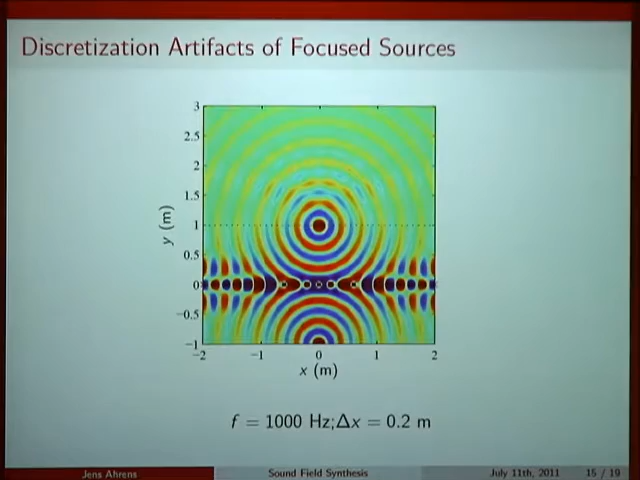 Discretization Artifacts of Focused Sources
3
2.5
2
1.5
1
0.5
0
−0.5
−1
y (m)
−2 −1 0 1 2
x (m)
f = 1000 Hz;Δx = 0.2 m
Jens Ahrens Sound Field Synthesis July 11th, 2011 15 / 19